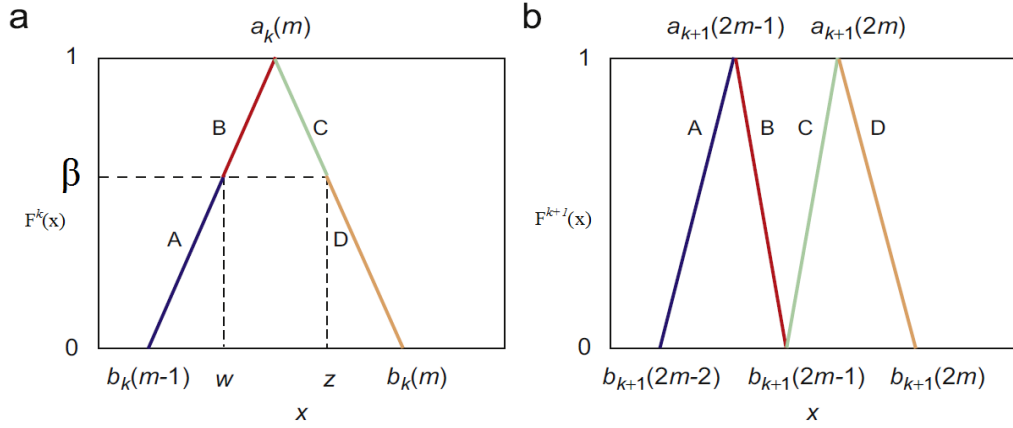 a
a_k(m)
1
B
C
β
F^k(x)
A
D
0
b_k(m-1)
w
z
b_k(m)
x
b
a_{k+1}(2m-1)
a_{k+1}(2m)
1
A
B
C
D
F^{k+1}(x)
0
b_{k+1}(2m-2)
b_{k+1}(2m-1)
b_{k+1}(2m)
x